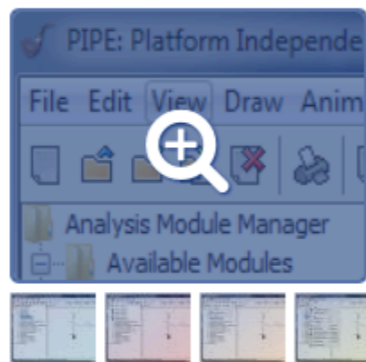 PIPE: Platform Independe
File Edit View Draw Anim
Analysis Module Manager
Available Modules